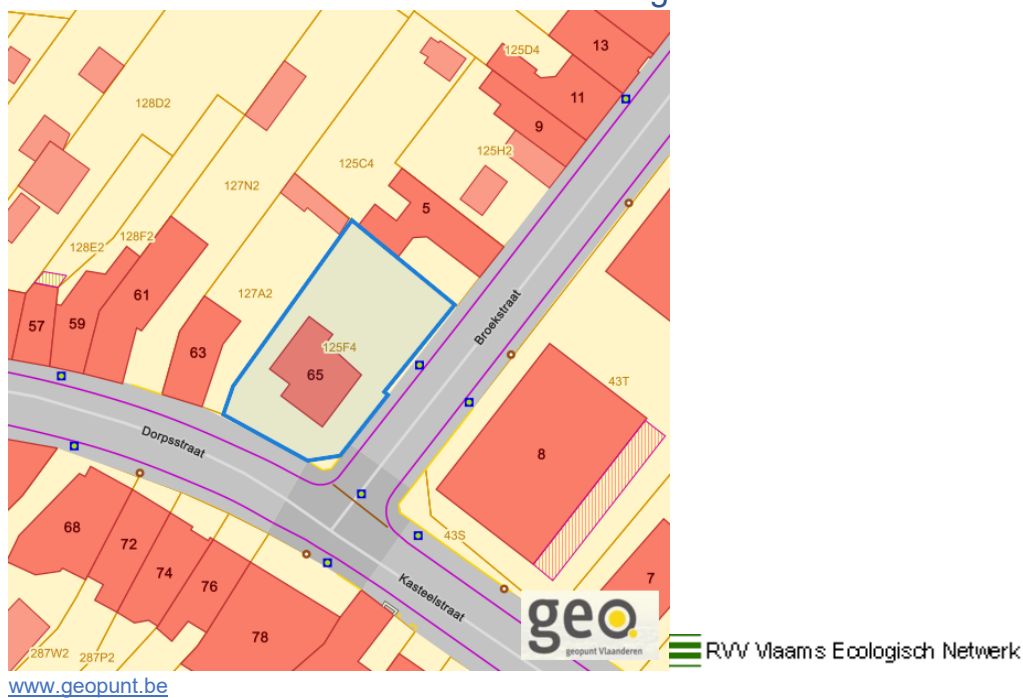 13
125D4
11
128D2
9
125H2
125C4
127N2
5
128F2
128E2
127A2
61
Broekstraat
57
59
125F4
63
65
43T
Dorpsstraat
8
68
43S
72
74
76
7
Kasteelstraat
geo
78
geopunt Vlaanderen
287W2
287P2
RVV Vlaams Ecologisch Netwerk
www.geopunt.be